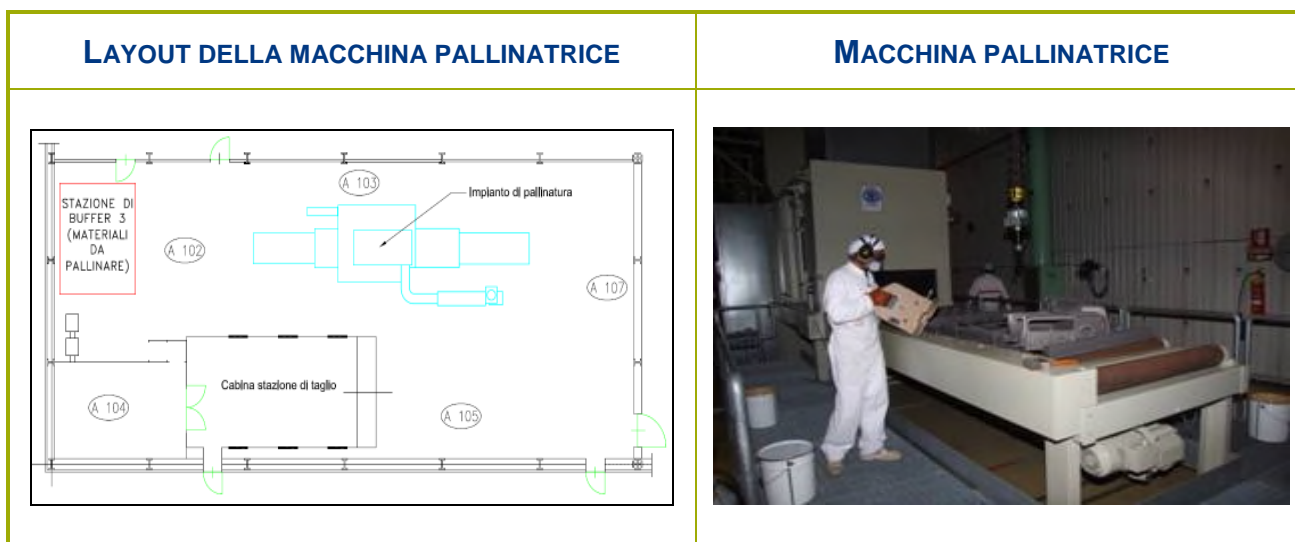 LAYOUT DELLA MACCHINA PALLINATRICE
MACCHINA PALLINATRICE
A 103
Impianto di pallinatura
STAZIONE DI
BUFFER 3
(MATERIALI
DA
PALLINARE)
A 102
A 107
Cabina stazione di taglio
A 104
A 105